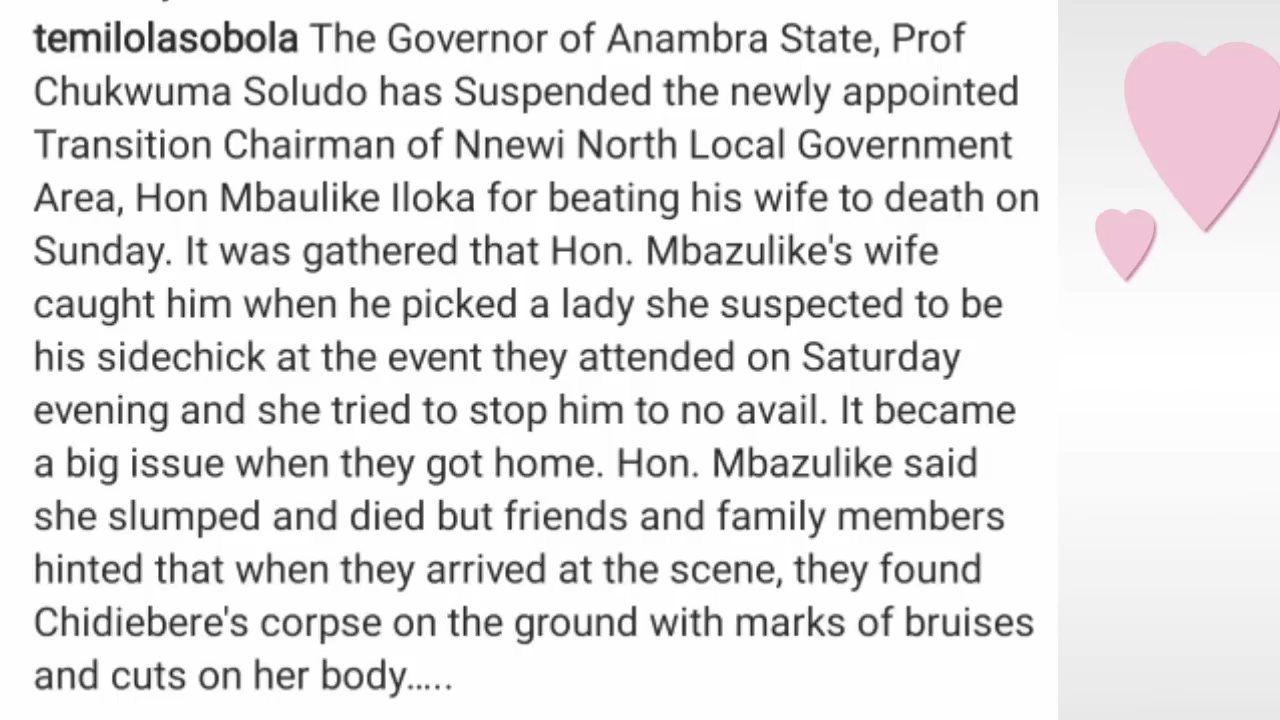 temilolasobola The Governor of Anambra State, Prof
Chukwuma Soludo has Suspended the newly appointed
Transition Chairman of Nnewi North Local Government
Area, Hon Mbaulike Iloka for beating his wife to death on
Sunday. It was gathered that Hon. Mbazulike's wife
caught him when he picked a lady she suspected to be
his sidechick at the event they attended on Saturday
evening and she tried to stop him to no avail. It became
a big issue when they got home. Hon. Mbazulike said
she slumped and died but friends and family members
hinted that when they arrived at the scene, they found
Chidiebere's corpse on the ground with marks of bruises
and cuts on her body…..